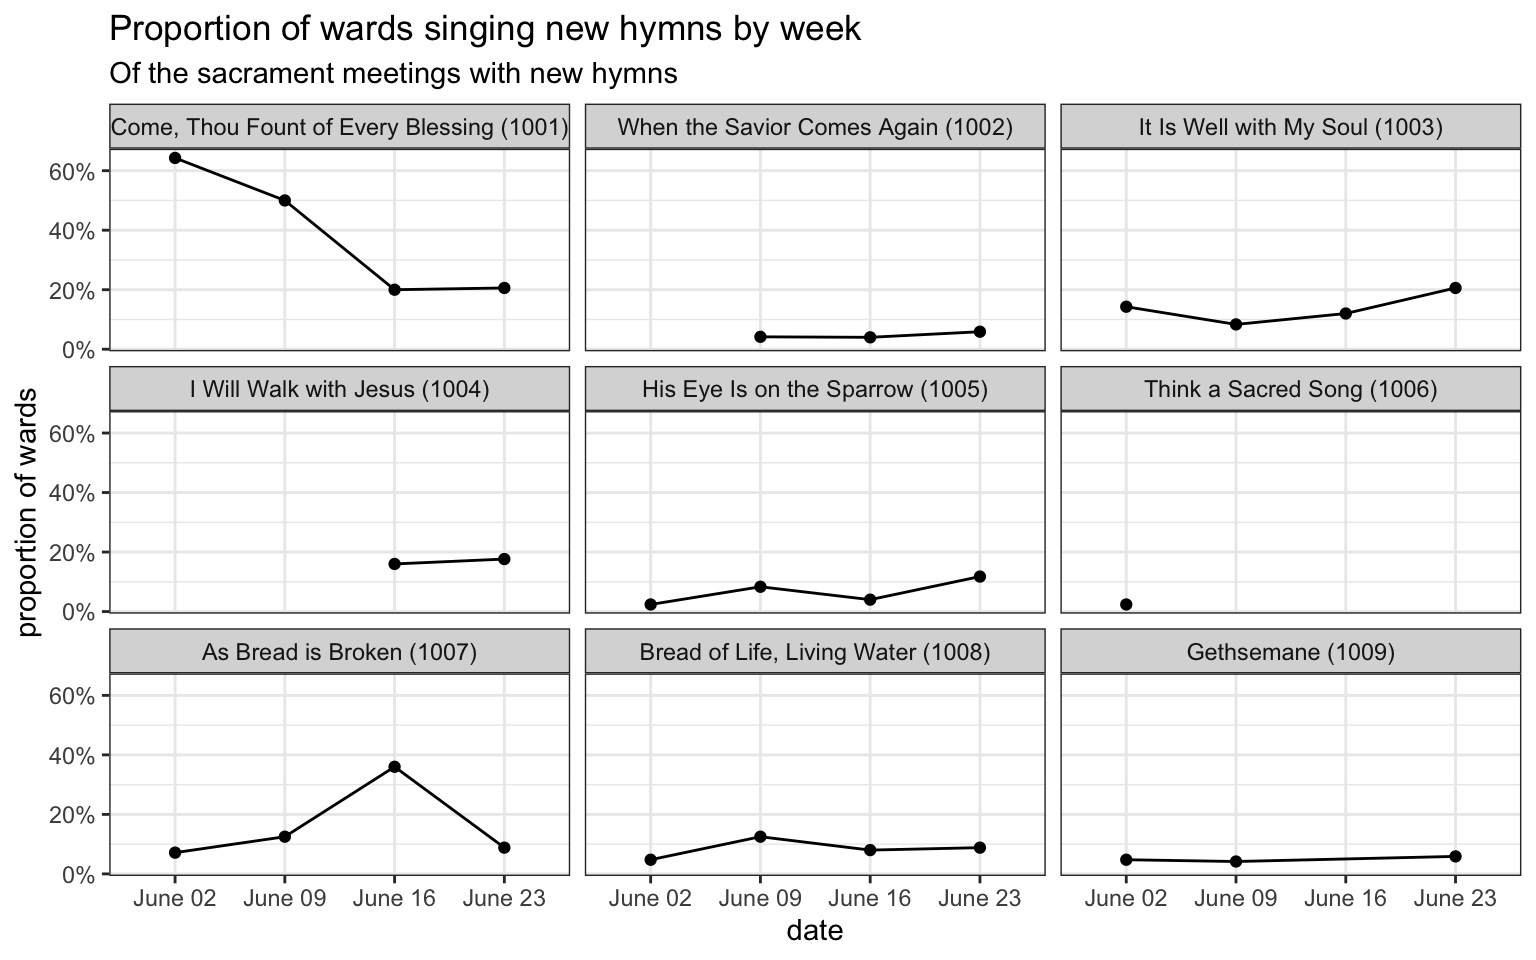 Proportion of wards singing new hymns by week
Of the sacrament meetings with new hymns
Come, Thou Fount of Every Blessing (1001)
When the Savior Comes Again (1002)
It Is Well with My Soul (1003)
60%
40%
20%
0%
I Will Walk with Jesus (1004)
His Eye Is on the Sparrow (1005)
Think a Sacred Song (1006)
60%
40%
20%
0%
As Bread is Broken (1007)
Bread of Life, Living Water (1008)
Gethsemane (1009)
60%
40%
20%
0%
proportion of wards
June 02 June 09 June 16 June 23
June 02 June 09 June 16 June 23
June 02 June 09 June 16 June 23
date